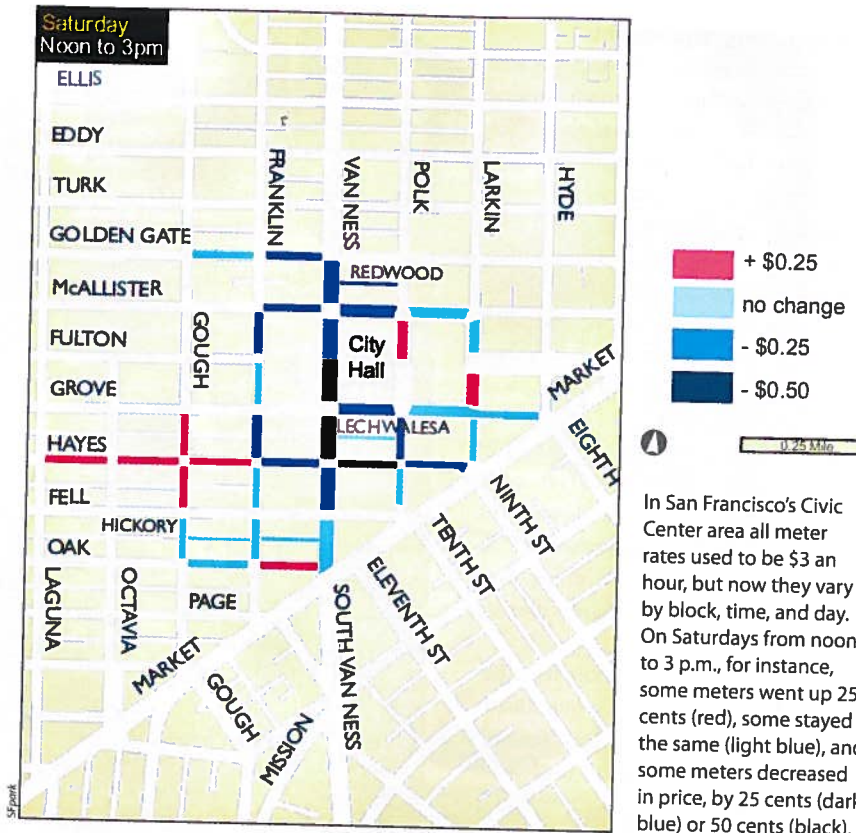 Saturday
Noon to 3pm
ELLIS
EDDY
TURK
GOLDEN GATE
McALLISTER
FULTON
GROVE
HAYES
FELL
HICKORY
OAK
PAGE
LAGUNA
OCTAVIA
GOUGH
FRANKLIN
VAN NESS
POLK
LARKIN
HYDE
REDWOOD
City
Hall
LECHWALESA
MARKET
EIGHTH
NINTH ST
TENTH ST
ELEVENTH ST
SOUTH VAN NESS
MARKET
GOUGH
MISSION
SFpark
+ $0.25
no change
- $0.25
- $0.50
0.25 Mile
In San Francisco's Civic
Center area all meter
rates used to be $3 an
hour, but now they vary
by block, time, and day.
On Saturdays from noon
to 3 p.m., for instance,
some meters went up 25
cents (red), some stayed
the same (light blue), and
some meters decreased
in price, by 25 cents (dark
blue) or 50 cents (black).